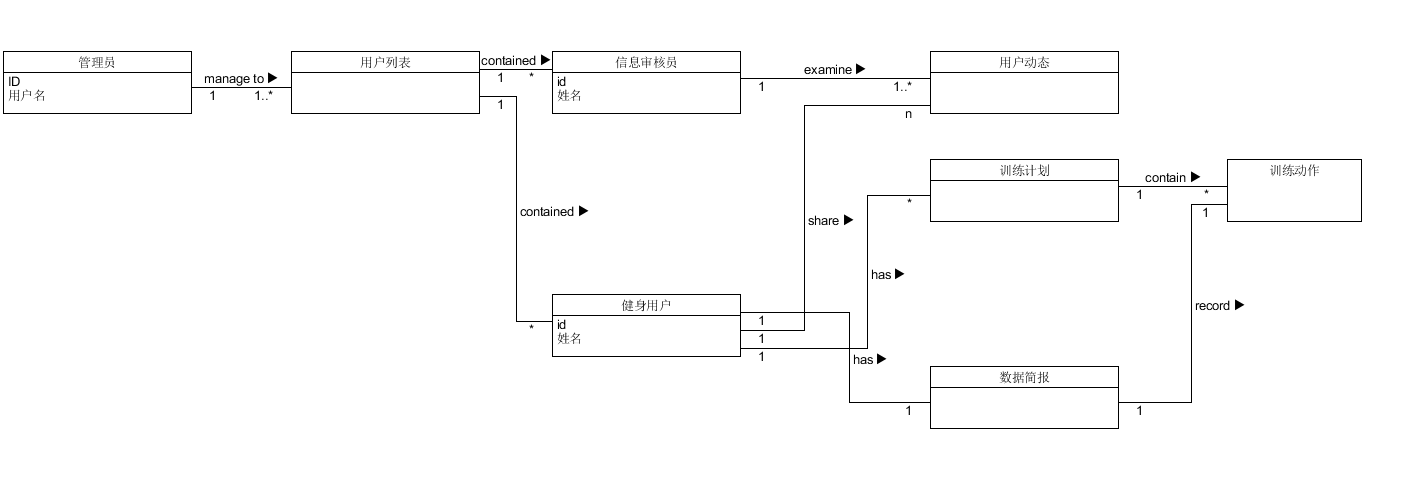 管理员
ID
用户名
manage to
1
1..*
用户列表
contained
1
*
1
信息审核员
id
姓名
examine
1
1..*
用户动态
n
训练计划
contain
1
*
训练动作
1
*
contained
share
has
record
健身用户
*
id
姓名
1
1
1
has
数据简报
1
1